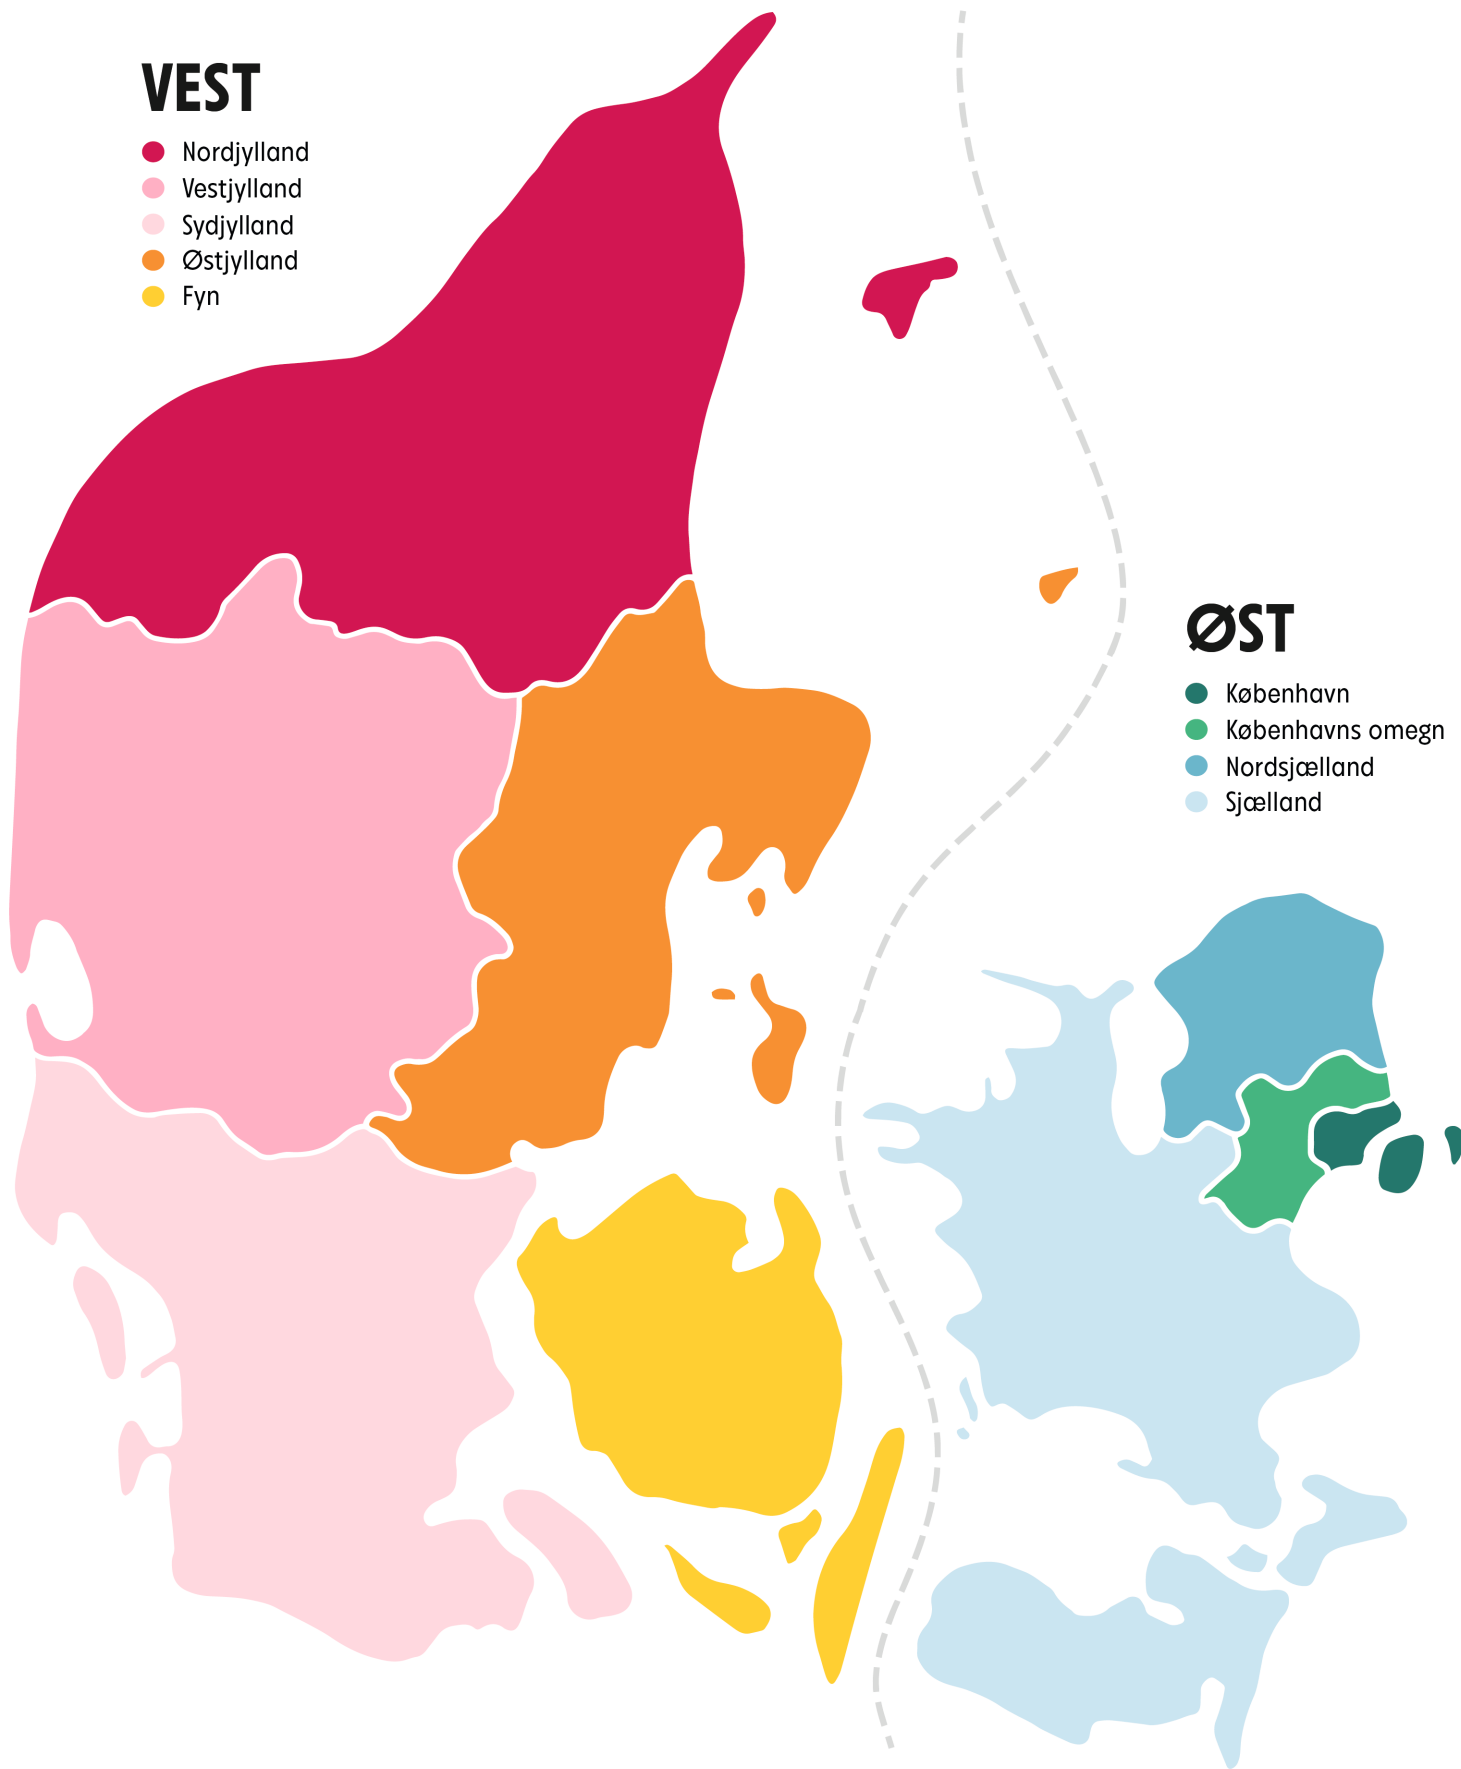 VEST
Nordjylland
Vestjylland
Sydjylland
Østjylland
Fyn
ØST
København
Københavns omegn
Nordsjælland
Sjælland